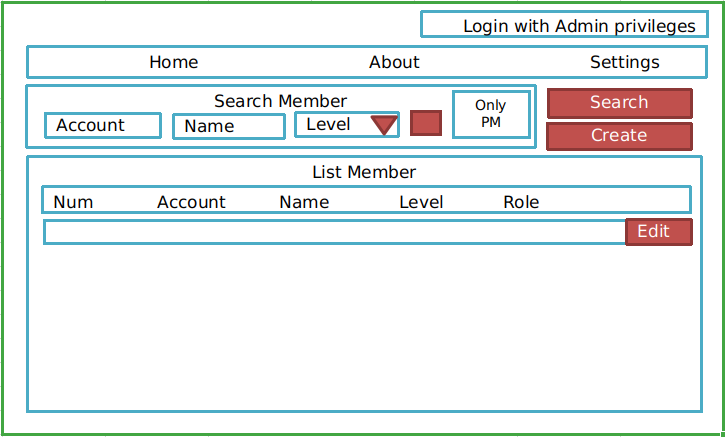 Login with Admin privileges
Home About Settings
Search Member
Account Name Level
Only
PM
Search
Create
List Member
Num Account Name Level Role
Edit